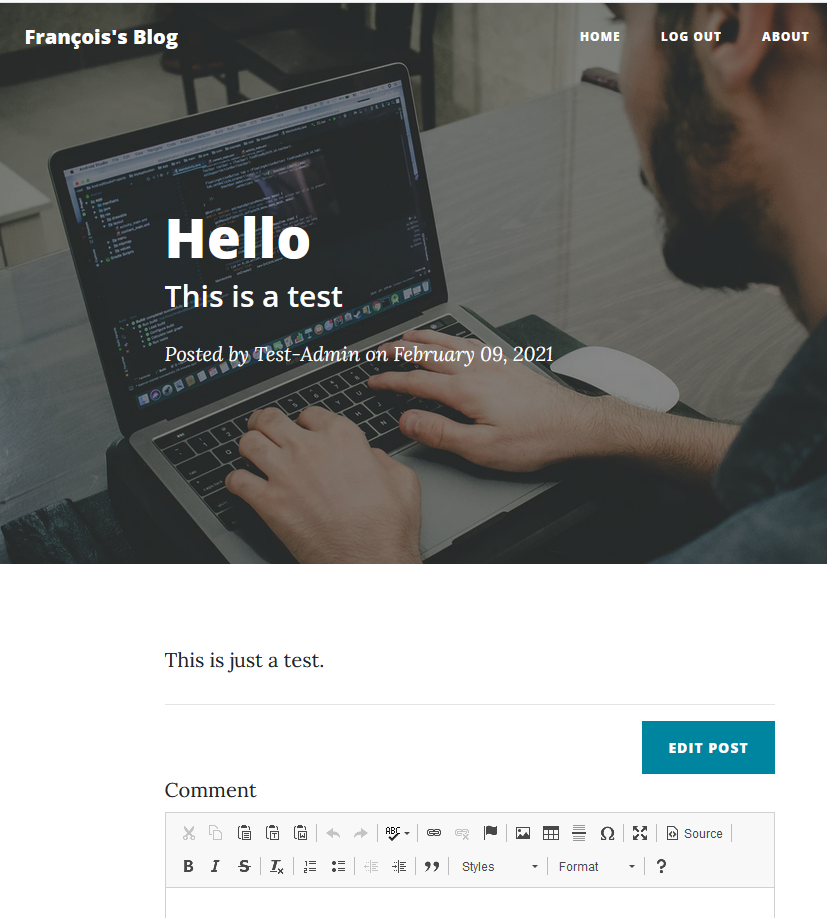 François's Blog HOME LOG OUT ABOUT
Hello
This is a test
Posted by Test-Admin on February 09, 2021
This is just a test.
EDIT POST
Comment
ABC Source
B I S Styles Format ?